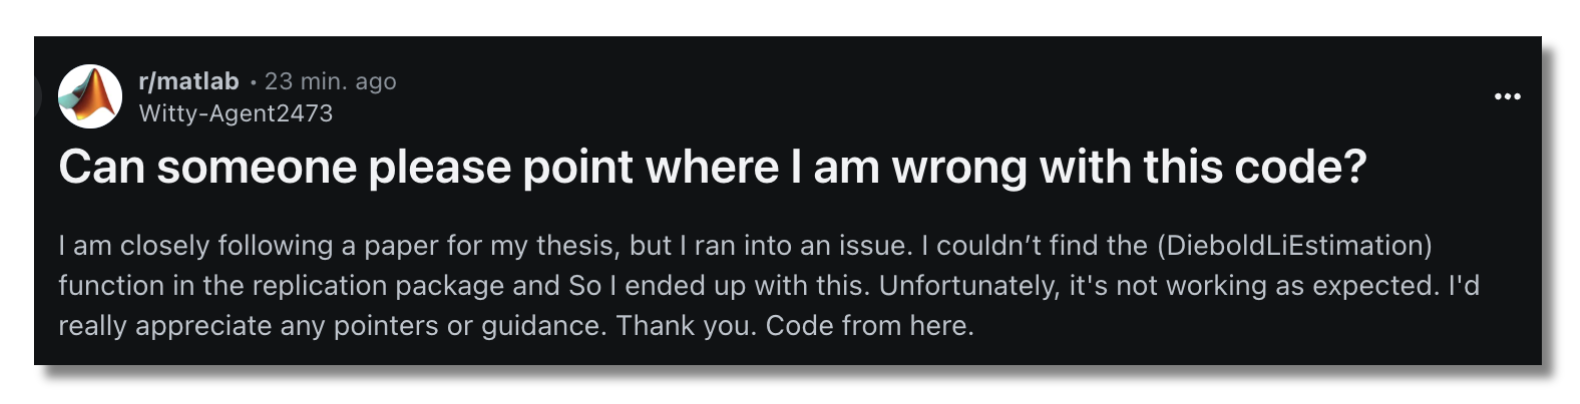 r/matlab • 23 min. ago
Witty-Agent2473
Can someone please point where I am wrong with this code?
I am closely following a paper for my thesis, but I ran into an issue. I couldn’t find the (DieboldLiEstimation)
function in the replication package and So I ended up with this. Unfortunately, it's not working as expected. I'd
really appreciate any pointers or guidance. Thank you. Code from here.